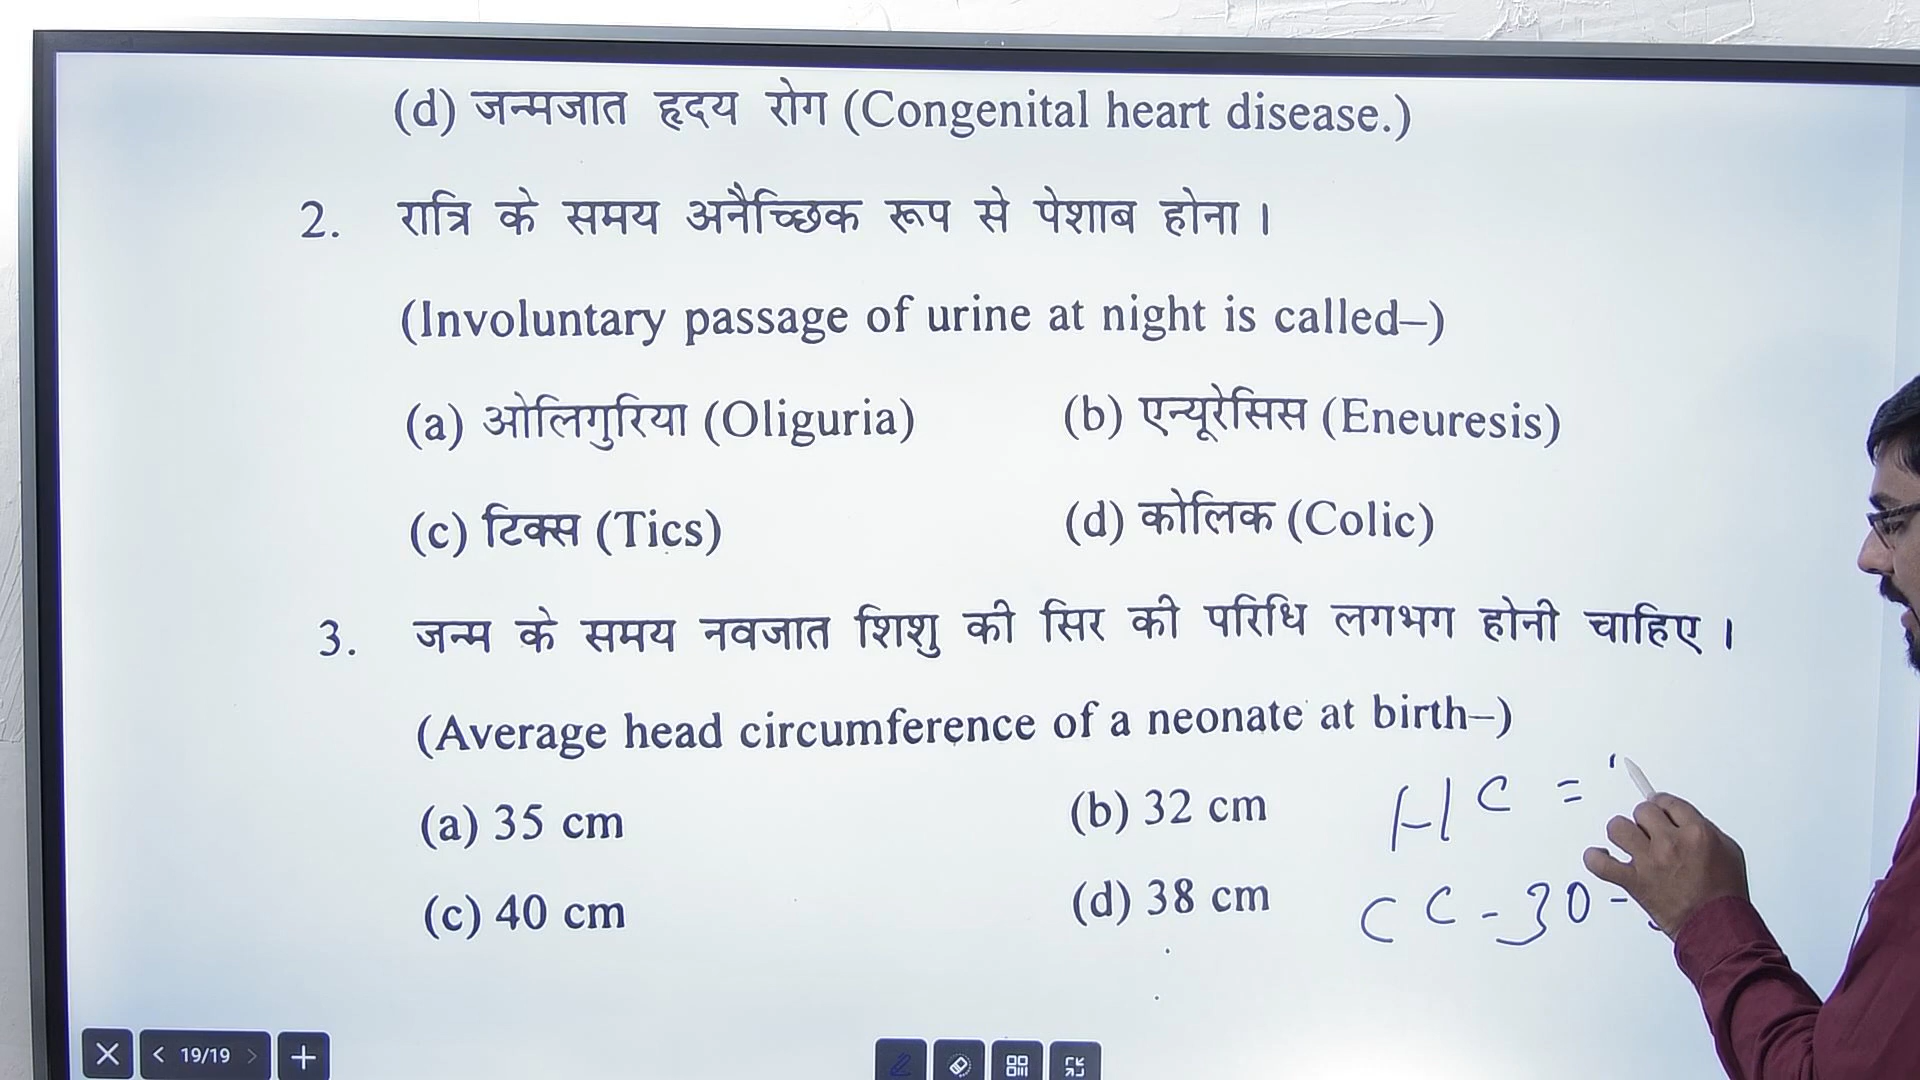 (d) जन्मजात हृदय रोग (Congenital heart disease.)
2. रात्रि के समय अनैच्छिक रूप से पेशाब होना ।
(Involuntary passage of urine at night is called–)
(a) ओलिगुरिया (Oliguria) (b) एन्यूरेसिस (Eneuresis)
(c) टिक्स (Tics) (d) कोलिक (Colic)
3. जन्म के समय नवजात शिशु की सिर की परिधि लगभग होनी चाहिए ।
(Average head circumference of a neonate at birth–)
(a) 35 cm (b) 32 cm HC =
(c) 40 cm (d) 38 cm CC - 30 -
19/19